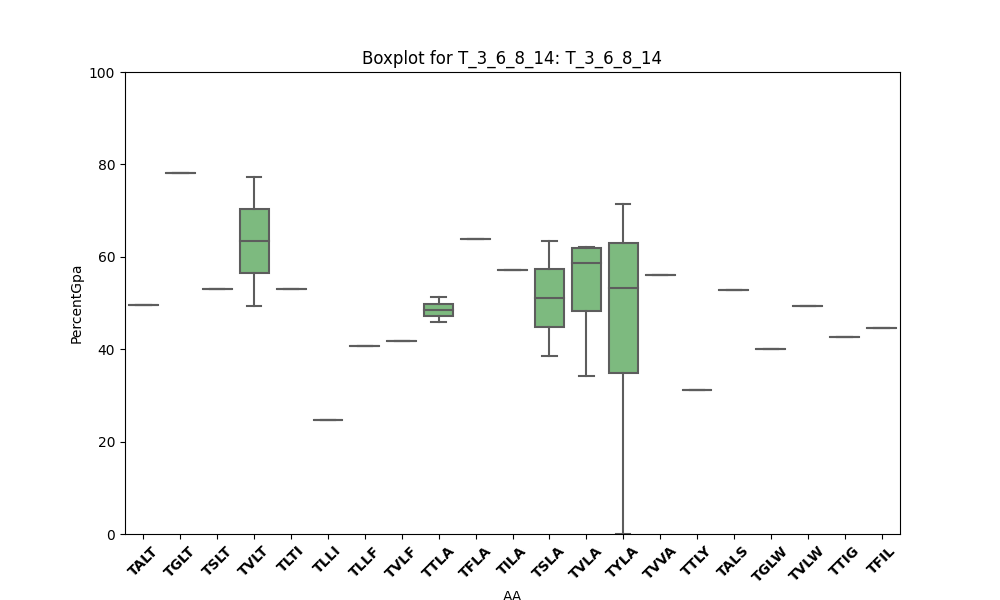 Boxplot for T_3_6_8_14: T_3_6_8_14
100
80
60
40
20
0
PercentGpa
TALT
TGLT
TSLT
TVLT
TLTI
TLLI
TLLF
TVLF
TTLA
TFLA
TILA
TSLA
TVLA
TYLA
TVVA
TTLY
TALS
TGLW
TVLW
TTIG
TFIL
AA